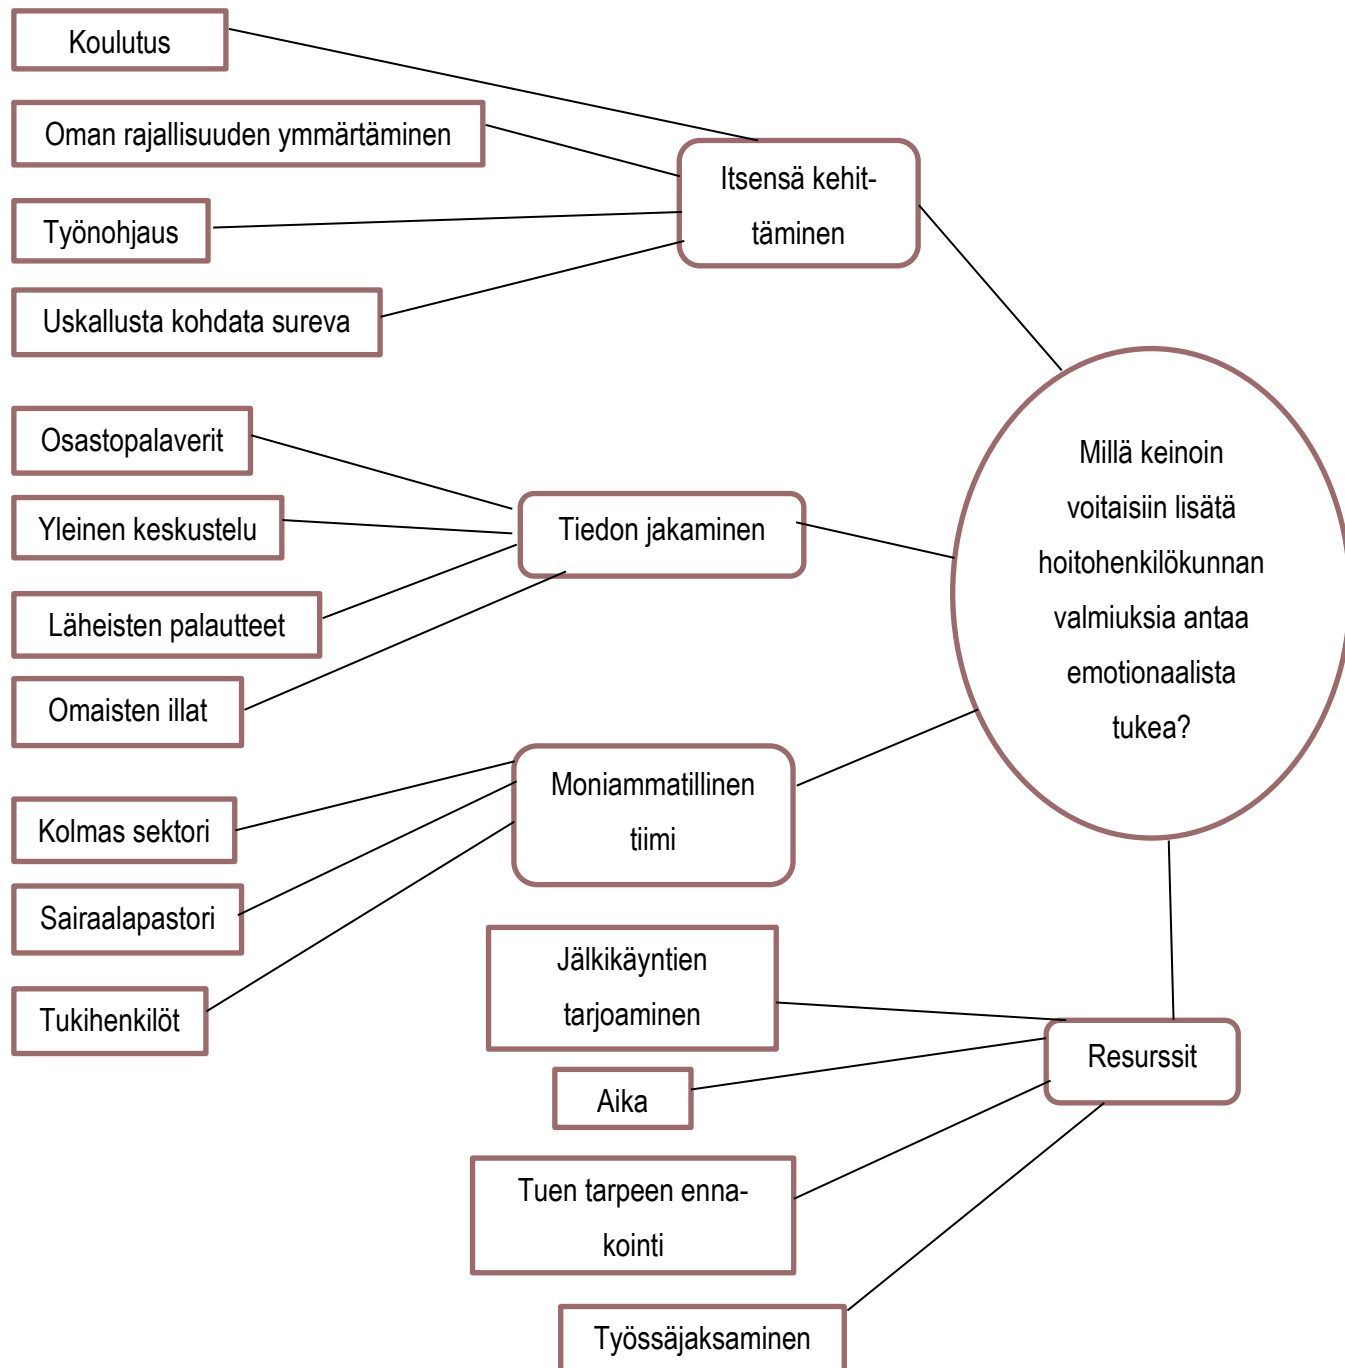 Koulutus
Oman rajallisuuden ymmärtäminen
Työnohjaus
Uskallusta kohdata sureva
Itsensä kehit-
täminen
Osastopalaverit
Yleinen keskustelu
Läheisten palautteet
Omaisten illat
Tiedon jakaminen
Millä keinoin
voitaisiin lisätä
hoitohenkilökunnan
valmiuksia antaa
emotionaalista
tukea?
Kolmas sektori
Sairaalapastori
Tukihenkilöt
Moniammatillinen
tiimi
Jälkikäyntien
tarjoaminen
Aika
Tuen tarpeen enna-
kointi
Työssäjaksaminen
Resurssit